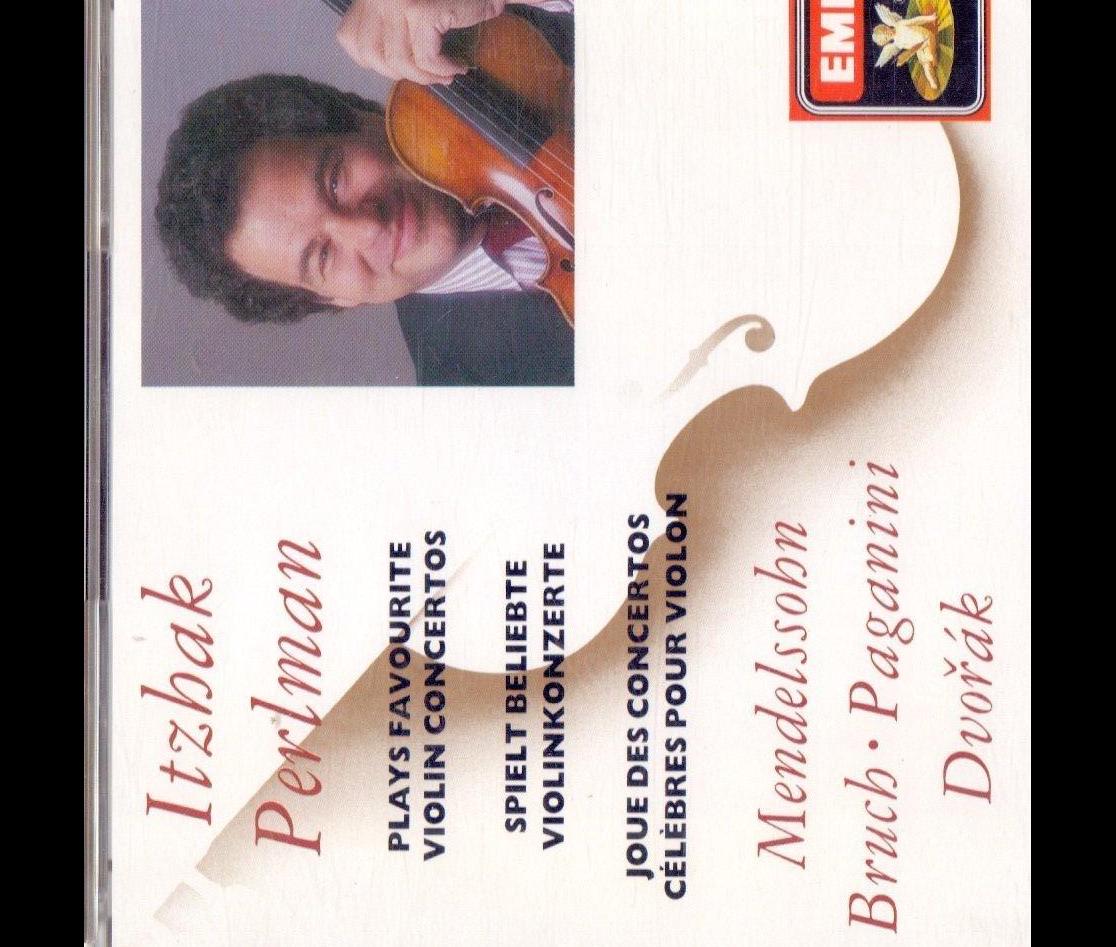 Itzhak
Perlman
PLAYS FAVOURITE
VIOLIN CONCERTOS
SPIELT BELIEBTE
VIOLINKONZERTE
JOUE DES CONCERTOS
CÉLÈBRES POUR VIOLON
Mendelssohn
Bruch · Paganini
Dvořák
EMI